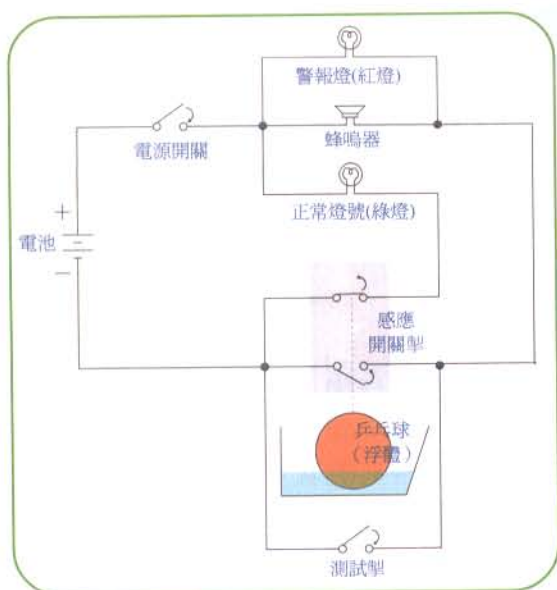 警報燈(紅燈)
電源開關
蜂鳴器
正常燈號(綠燈)
+
電池
−
感應
開關掣
乒乓球
(浮體)
測試掣